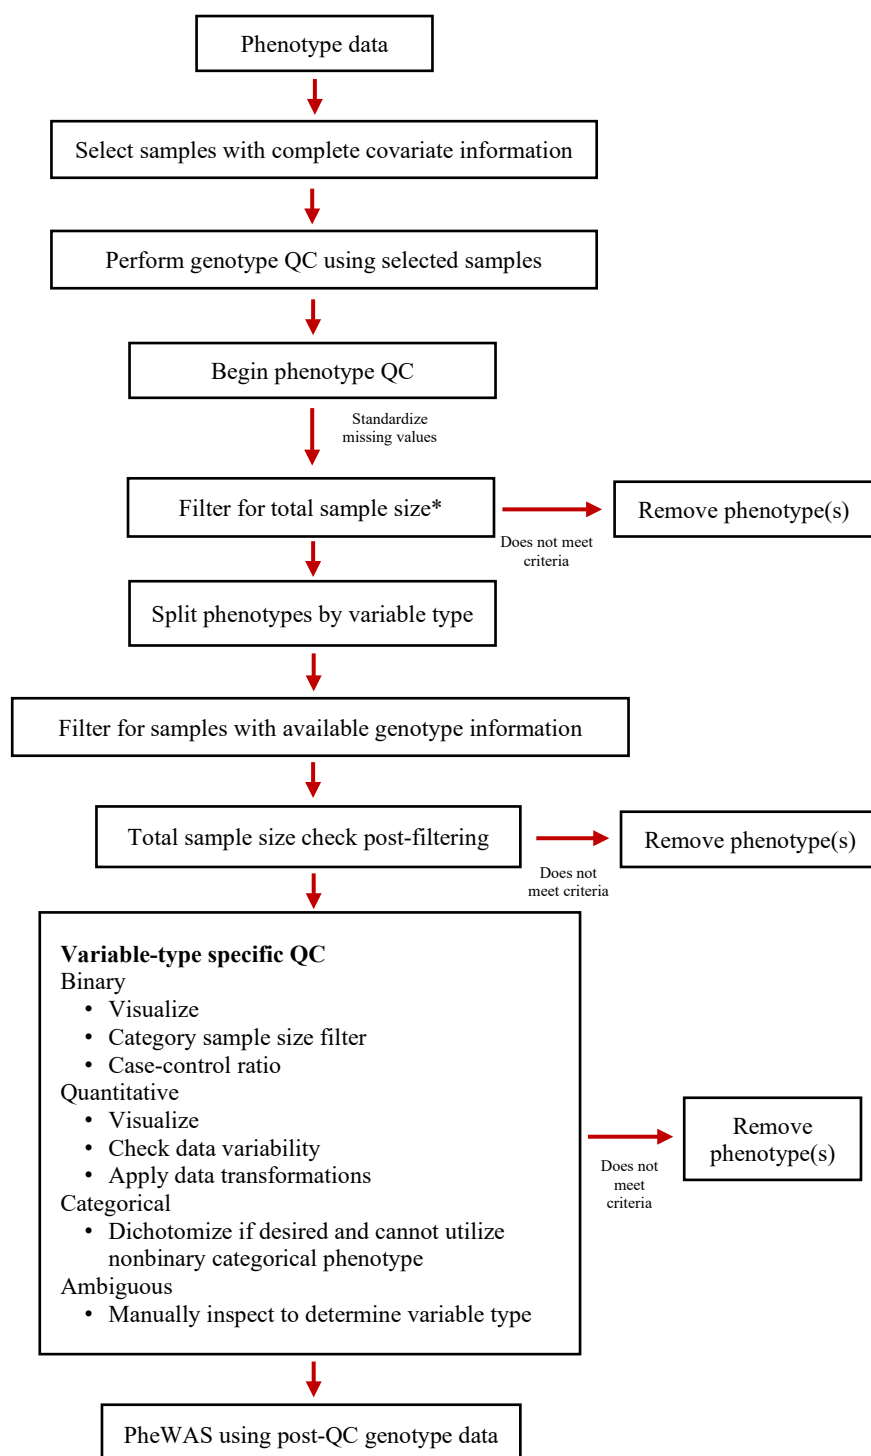 Phenotype data
Select samples with complete covariate information
Perform genotype QC using selected samples
Begin phenotype QC
Standardize
missing values
Filter for total sample size*
Does not meet
criteria
Remove phenotype(s)
Split phenotypes by variable type
Filter for samples with available genotype information
Total sample size check post-filtering
Does not
meet criteria
Remove phenotype(s)
Variable-type specific QC
Binary
• Visualize
• Category sample size filter
• Case-control ratio
Quantitative
• Visualize
• Check data variability
• Apply data transformations
Categorical
• Dichotomize if desired and cannot utilize
nonbinary categorical phenotype
Ambiguous
• Manually inspect to determine variable type
Does not
meet
criteria
Remove
phenotype(s)
PheWAS using post-QC genotype data